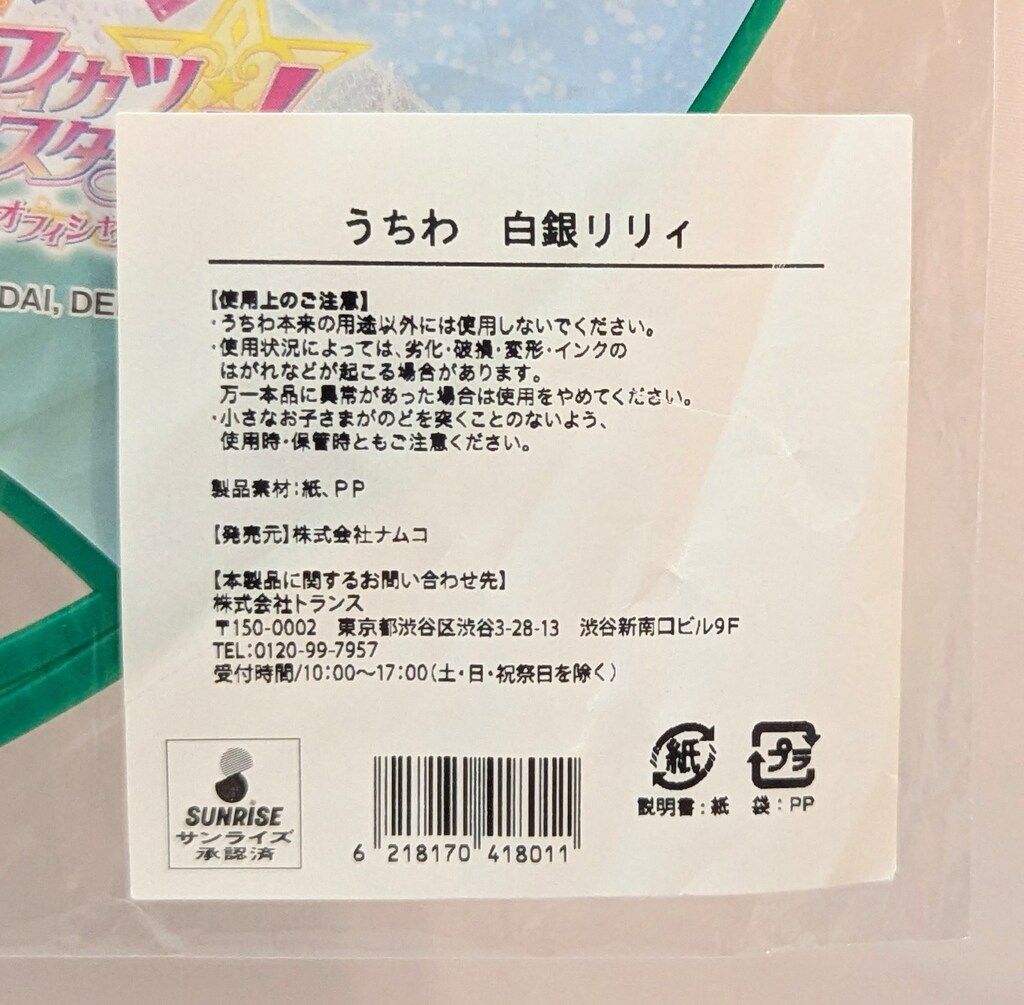 アイカツ!
スタ
オフィシャ
DAI, DE
うちわ 白銀リリィ
【使用上のご注意】
・うちわ本来の用途以外には使用しないでください。
・使用状況によっては、劣化・破損・変形・インクの
はがれなどが起こる場合があります。
万一本品に異常があった場合は使用をやめてください。
・小さなお子さまがのどを突くことのないよう、
使用時・保管時ともご注意ください。
製品素材:紙、PP
【発売元】株式会社ナムコ
【本製品に関するお問い合わせ先】
株式会社トランス
〒150-0002 東京都渋谷区渋谷3-28-13 渋谷新南口ビル9F
TEL:0120-99-7957
受付時間/10:00~17:00(土・日・祝祭日を除く)
SUNRISE
サンライズ
承認済
6 218170 418011
紙 プラ
説明書:紙 袋:PP